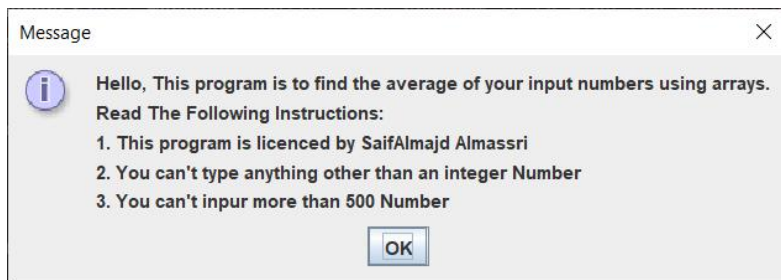 Message
Hello, This program is to find the average of your input numbers using arrays.
Read The Following Instructions:
1. This program is licenced by SaifAlmajd Almassri
2. You can't type anything other than an integer Number
3. You can't inpur more than 500 Number
OK